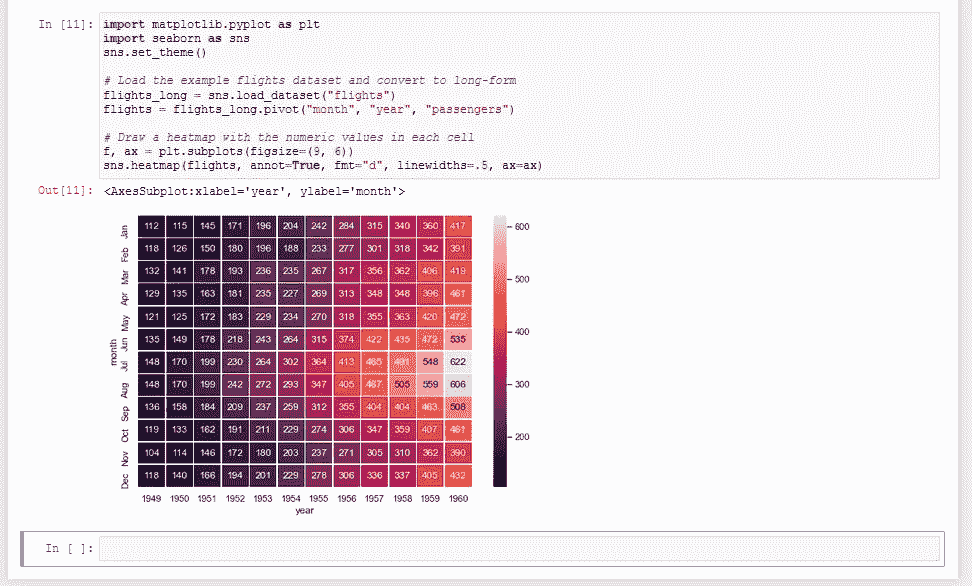 In [11]: import matplotlib.pyplot as plt
import seaborn as sns
sns.set_theme()
# Load the example flights dataset and convert to long-form
flights_long = sns.load_dataset("flights")
flights = flights_long.pivot("month", "year", "passengers")
# Draw a heatmap with the numeric values in each cell
f, ax = plt.subplots(figsize=(9, 6))
sns.heatmap(flights, annot=True, fmt="d", linewidths=.5, ax=ax)
Out[11]: <AxesSubplot:xlabel='year', ylabel='month'>
Jan 112 115 145 171 196 204 242 284 315 340 360 417
Feb 118 126 150 180 196 188 233 277 301 318 342 391
Mar 132 141 178 193 236 235 267 317 356 362 406 419
Apr 129 135 163 181 235 227 269 313 348 348 396 461
May 121 125 172 183 229 234 270 318 355 363 420 472
Jun 135 149 178 218 243 264 315 374 422 435 472 535
Jul 148 170 199 230 264 302 364 413 465 491 548 622
Aug 148 170 199 242 272 293 347 405 467 505 559 606
Sep 136 158 184 209 237 259 312 355 404 404 463 508
Oct 119 133 162 191 211 229 274 306 347 359 407 461
Nov 104 114 146 172 180 203 237 271 305 310 362 390
Dec 118 140 166 194 201 229 278 306 336 337 405 432
month
1949 1950 1951 1952 1953 1954 1955 1956 1957 1958 1959 1960
year
600
500
400
300
200
In [ ]: